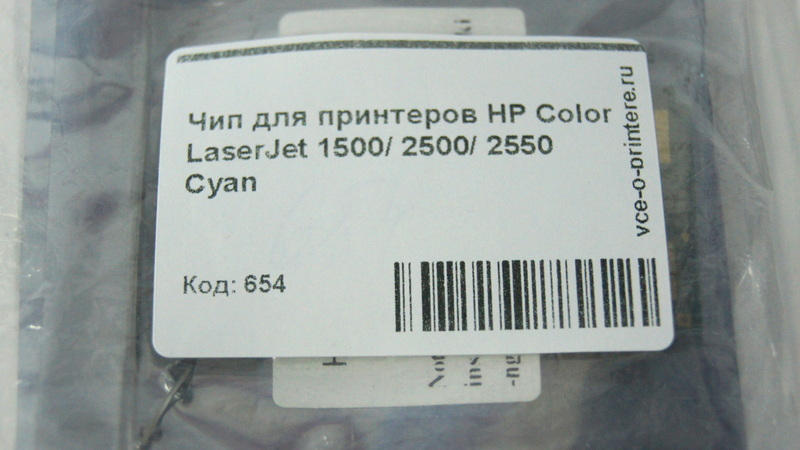 Чип для принтеров HP Color
LaserJet 1500/ 2500/ 2550
Cyan
Код: 654
vce-o-printere.ru